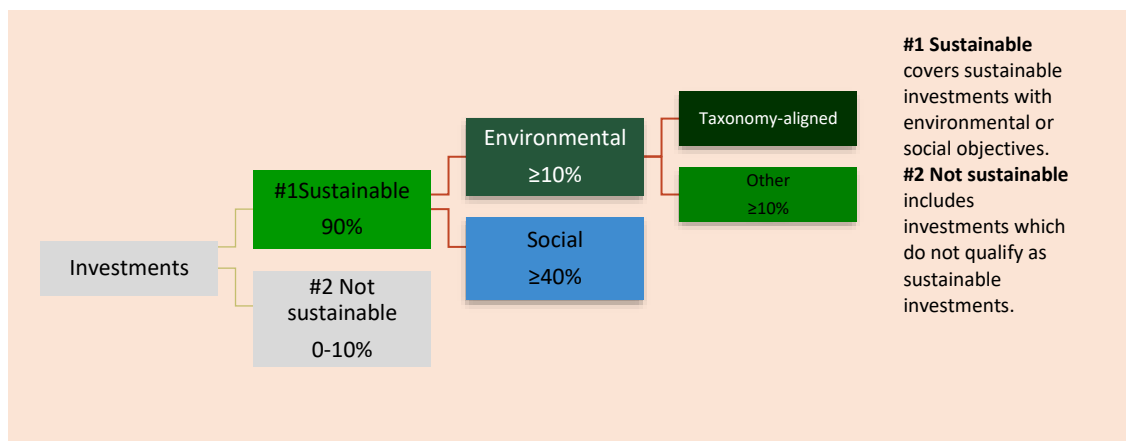 Investments
#1Sustainable
90%
#2 Not
sustainable
0-10%
Environmental
≥10%
Social
≥40%
Taxonomy-aligned
Other
≥10%
#1 Sustainable
covers sustainable
investments with
environmental or
social objectives.
#2 Not sustainable
includes
investments which
do not qualify as
sustainable
investments.